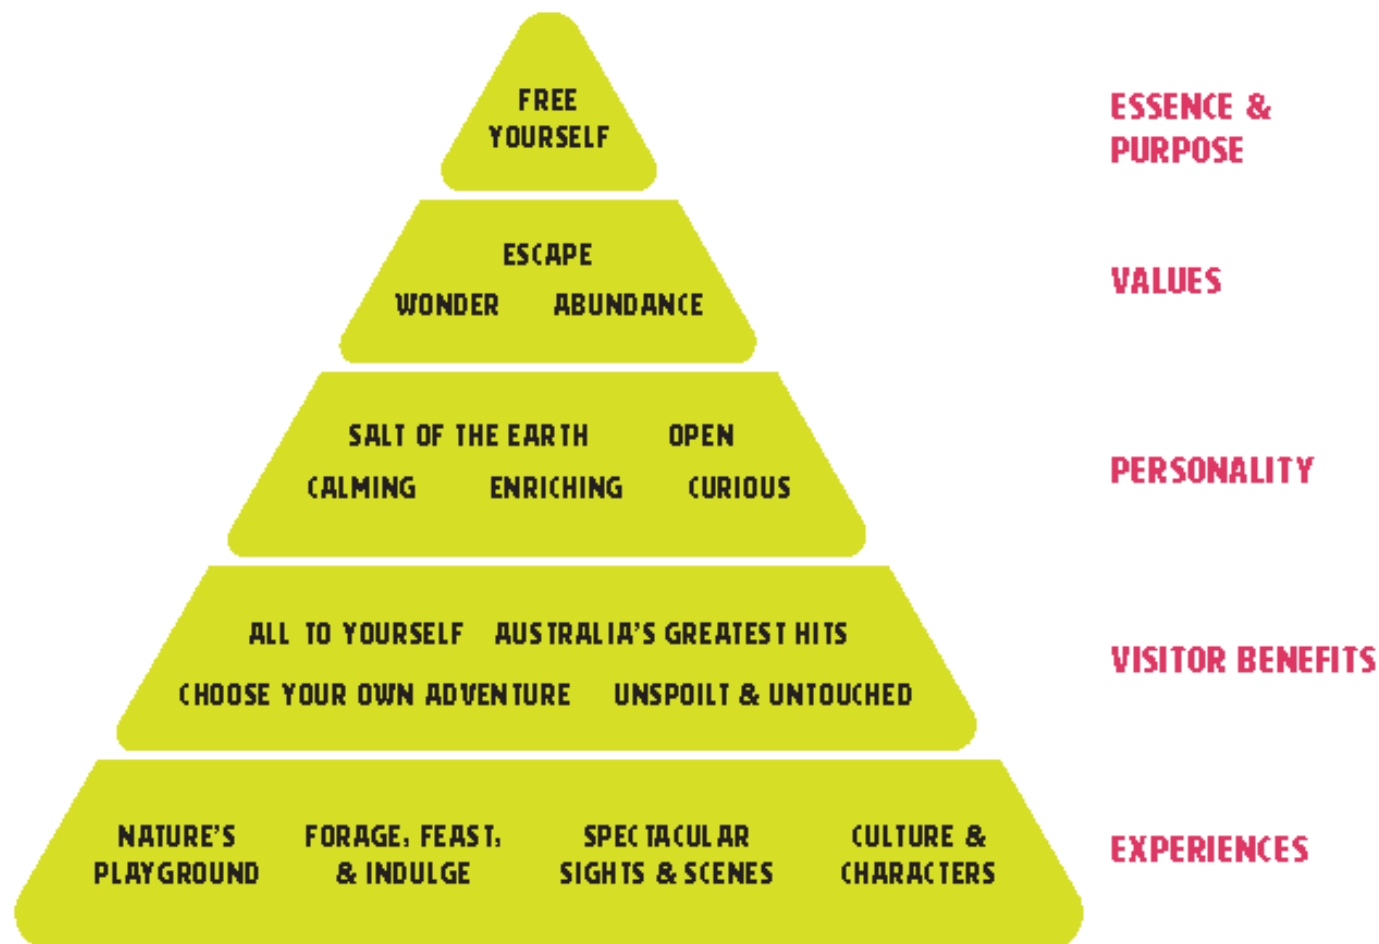 FREE
YOURSELF
ESSENCE &
PURPOSE
ESCAPE
WONDER ABUNDANCE
VALUES
SALT OF THE EARTH OPEN
CALMING ENRICHING CURIOUS
PERSONALITY
ALL TO YOURSELF AUSTRALIA'S GREATEST HITS
CHOOSE YOUR OWN ADVENTURE UNSPOILT & UNTOUCHED
VISITOR BENEFITS
NATURE'S
PLAYGROUND
FORAGE, FEAST,
& INDULGE
SPECTACULAR
SIGHTS & SCENES
CULTURE &
CHARACTERS
EXPERIENCES